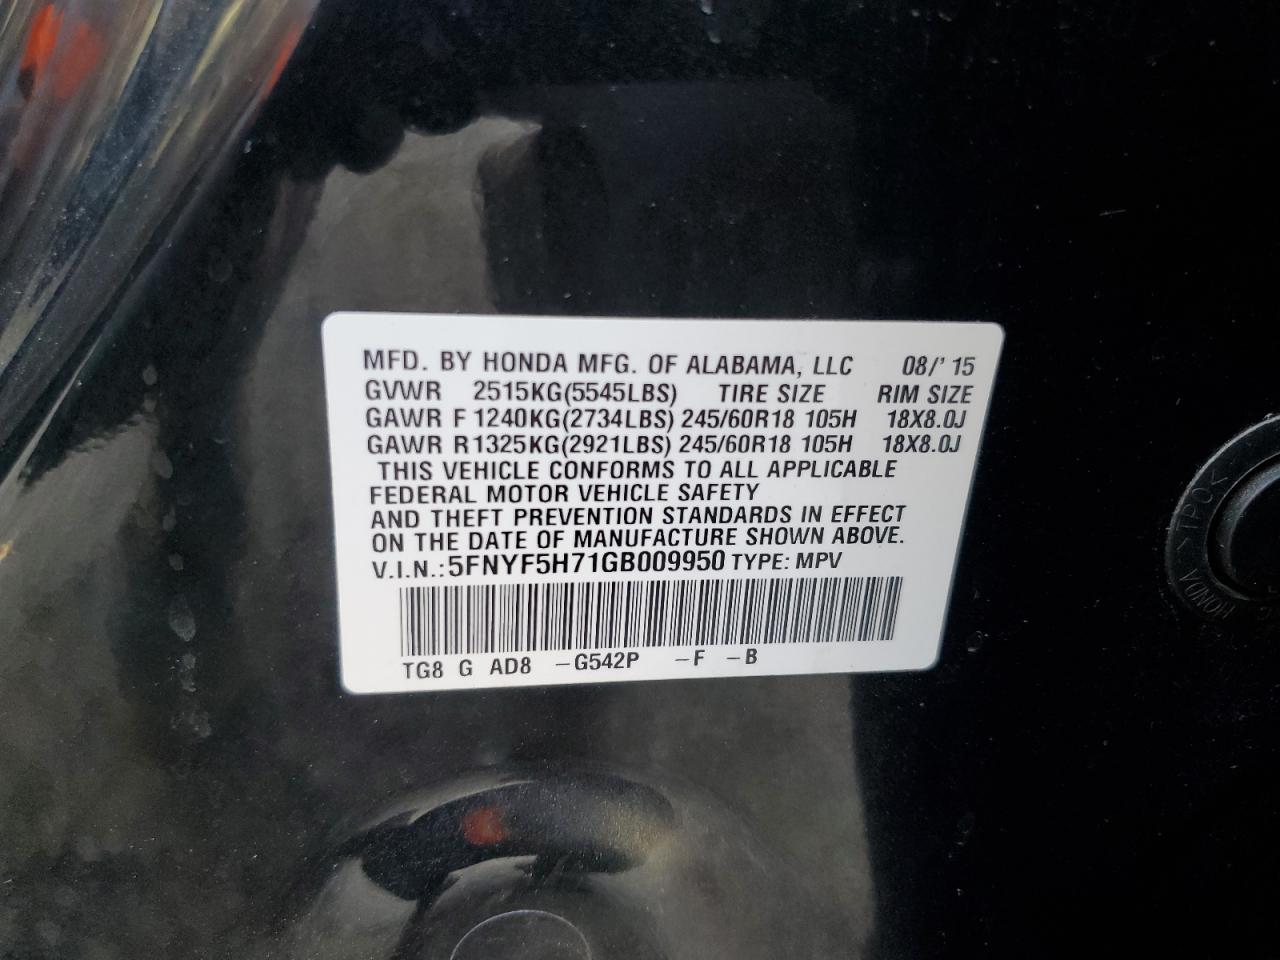 MFD. BY HONDA MFG. OF ALABAMA, LLC 08/'15
GVWR 2515KG(5545LBS) TIRE SIZE RIM SIZE
GAWR F 1240KG(2734LBS) 245/60R18 105H 18X8.0J
GAWR R1325KG(2921LBS) 245/60R18 105H 18X8.0J
THIS VEHICLE CONFORMS TO ALL APPLICABLE
FEDERAL MOTOR VEHICLE SAFETY
AND THEFT PREVENTION STANDARDS IN EFFECT
ON THE DATE OF MANUFACTURE SHOWN ABOVE.
V.I.N.:5FNYF5H71GB009950 TYPE: MPV
TG8 G AD8 -G542P -F -B
HONDA >TPO<